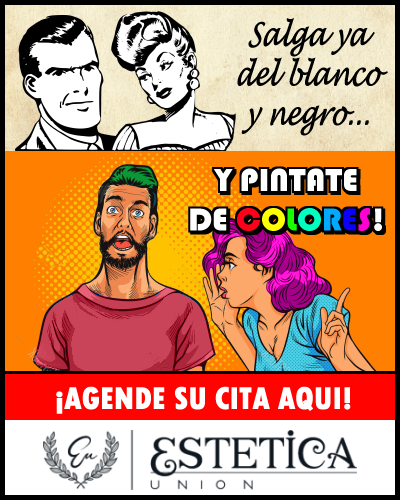 Salga ya
del blanco
y negro...
Y PINTATE
DE COLORES!
¡AGENDE SU CITA AQUI!
Eu
ESTETICA
UNION